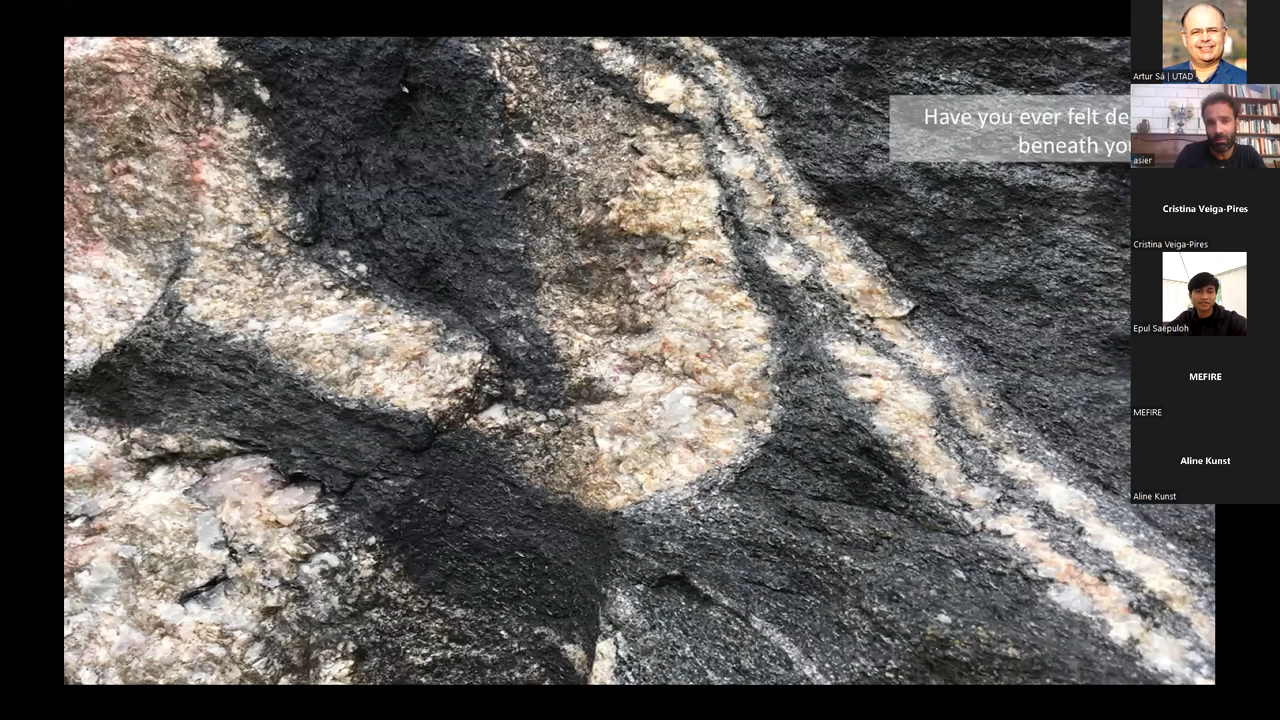 Have you ever felt de
beneath yo
Artur Sá | UTAD
asier
Cristina Veiga-Pires
Cristina Veiga-Pires
Epul Saepuloh
MEFIRE
MEFIRE
Aline Kunst
Aline Kunst